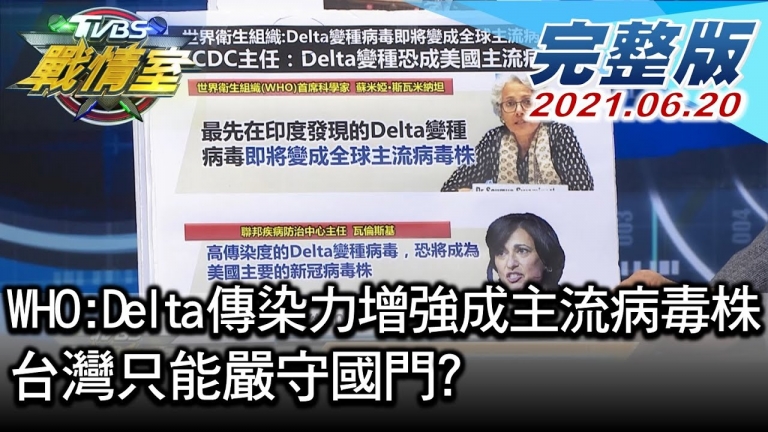 TVBS
戰情室
完整版
2021.06.20
世界衛生組織:Delta變種病毒即將變成全球主流病
CDC主任：Delta變種恐成美國主流病
世界衛生組織(WHO)首席科學家 蘇米婭·斯瓦米納坦
最先在印度發現的Delta變種
病毒即將變成全球主流病毒株
聯邦疾病防治中心主任 瓦倫斯基
高傳染度的Delta變種病毒，恐將成為
美國主要的新冠病毒株
WHO:Delta傳染力增強成主流病毒株
台灣只能嚴守國門?